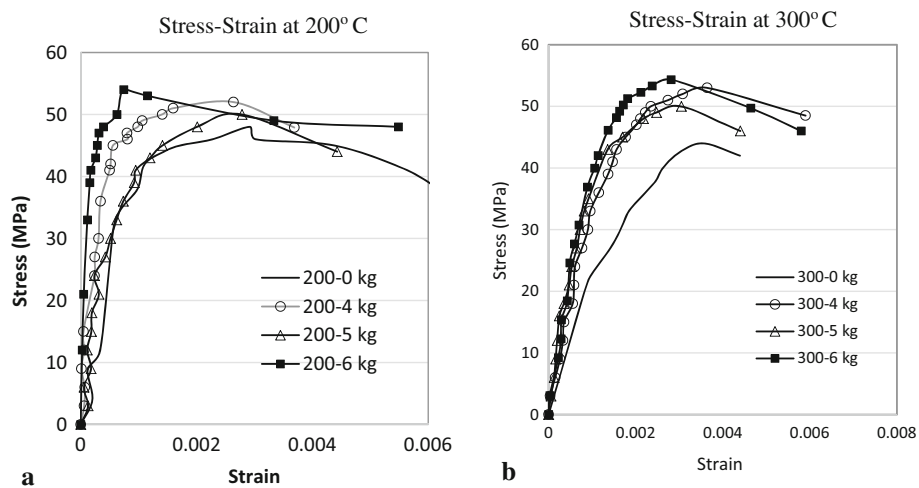 Stress-Strain at 200° C
Stress (MPa)
60
50
40
30
20
10
0
0 0.002 0.004 0.006
Strain
200-0 kg
200-4 kg
200-5 kg
200-6 kg
a
Stress-Strain at 300° C
Stress (MPa)
60
50
40
30
20
10
0
0 0.002 0.004 0.006 0.008
Strain
300-0 kg
300-4 kg
300-5 kg
300-6 kg
b